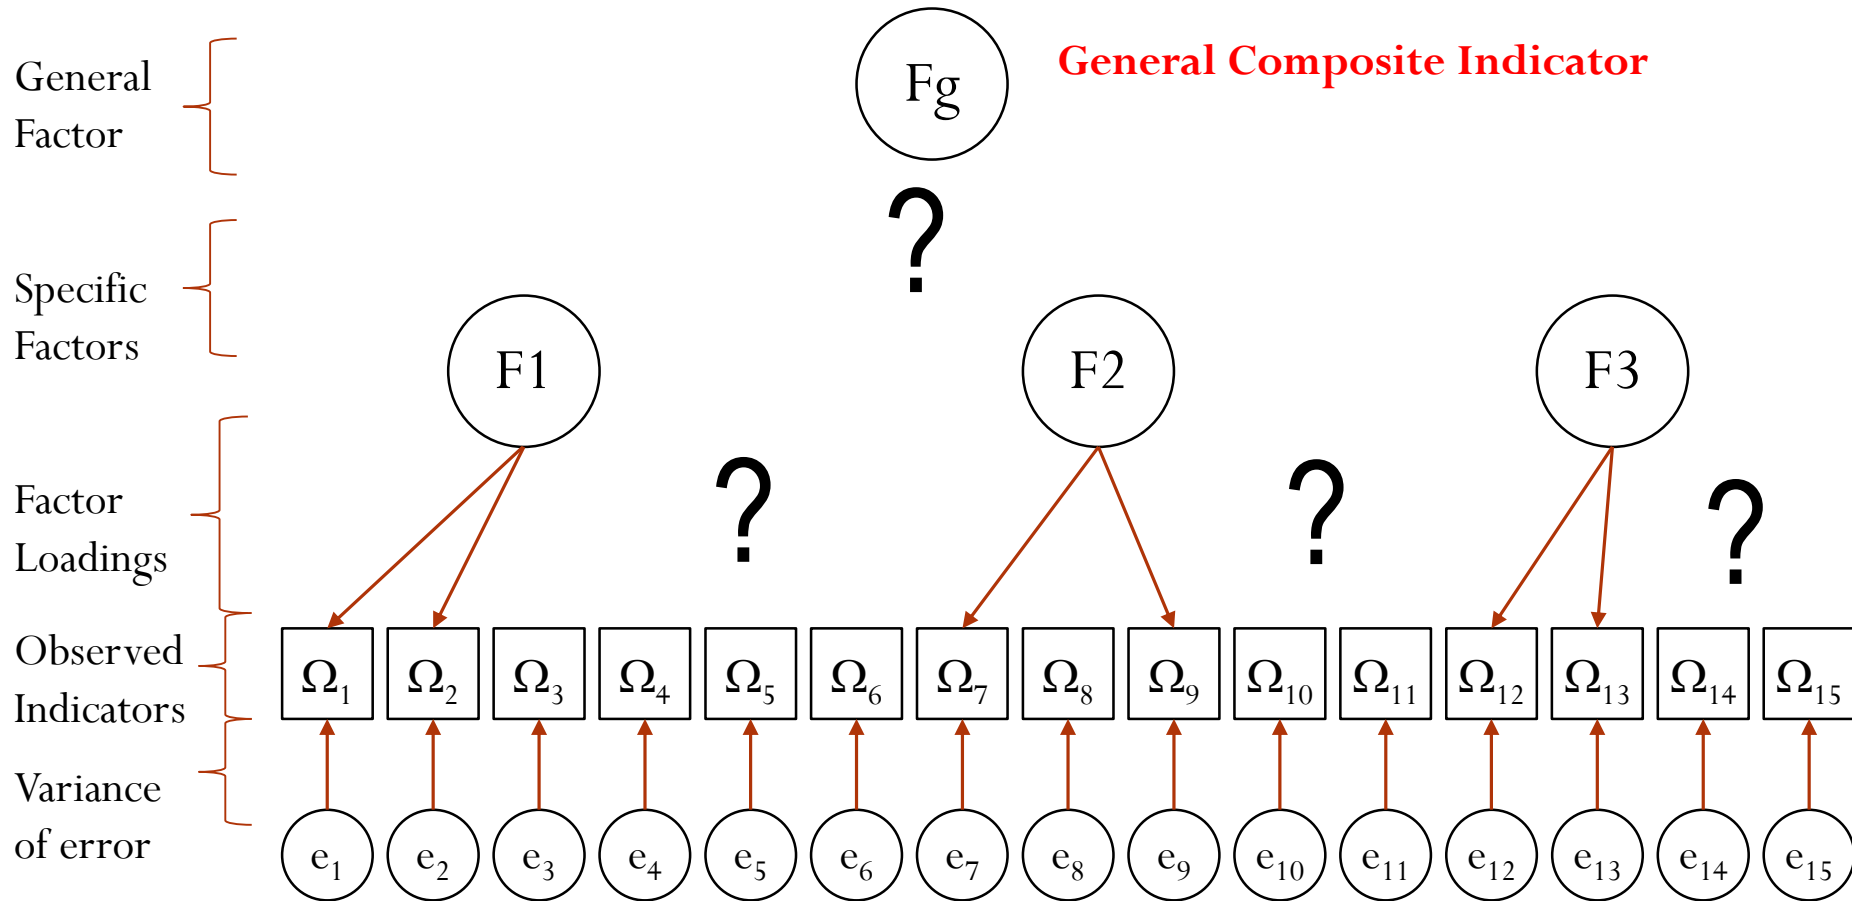 General
Factor
Fg
General Composite Indicator
?
Specific
Factors
F1
F2
F3
Factor
Loadings
?
?
?
Observed
Indicators
Ω₁ Ω₂ Ω₃ Ω₄ Ω₅ Ω₆ Ω₇ Ω₈ Ω₉ Ω₁₀ Ω₁₁ Ω₁₂ Ω₁₃ Ω₁₄ Ω₁₅
Variance
of error
e₁ e₂ e₃ e₄ e₅ e₆ e₇ e₈ e₉ e₁₀ e₁₁ e₁₂ e₁₃ e₁₄ e₁₅